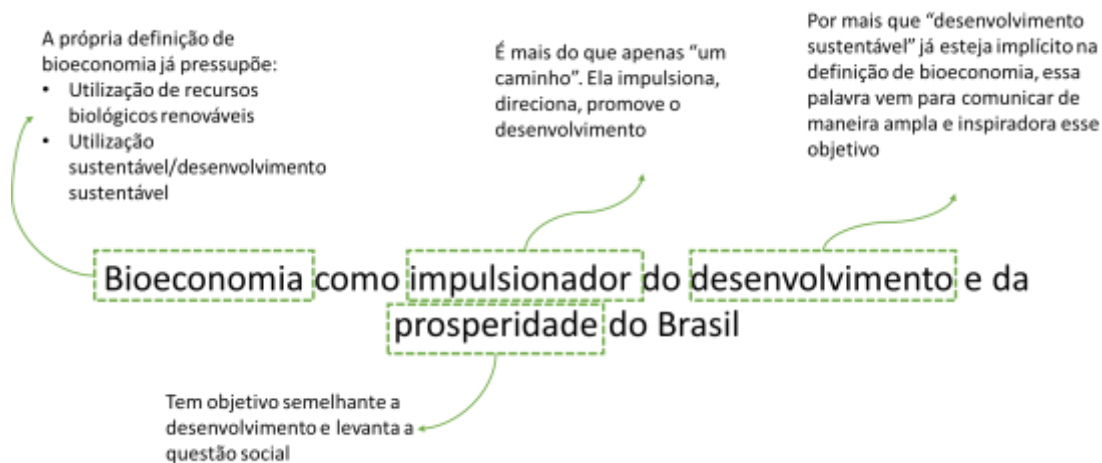 A própria definição de
bioeconomia já pressupõe:
• Utilização de recursos
biológicos renováveis
• Utilização
sustentável/desenvolvimento
sustentável
É mais do que apenas “um
caminho”. Ela impulsiona,
direciona, promove o
desenvolvimento
Por mais que “desenvolvimento
sustentável” já esteja implícito na
definição de bioeconomia, essa
palavra vem para comunicar de
maneira ampla e inspiradora esse
objetivo
Bioeconomia como impulsionador do desenvolvimento e da
prosperidade do Brasil
Tem objetivo semelhante a
desenvolvimento e levanta a
questão social